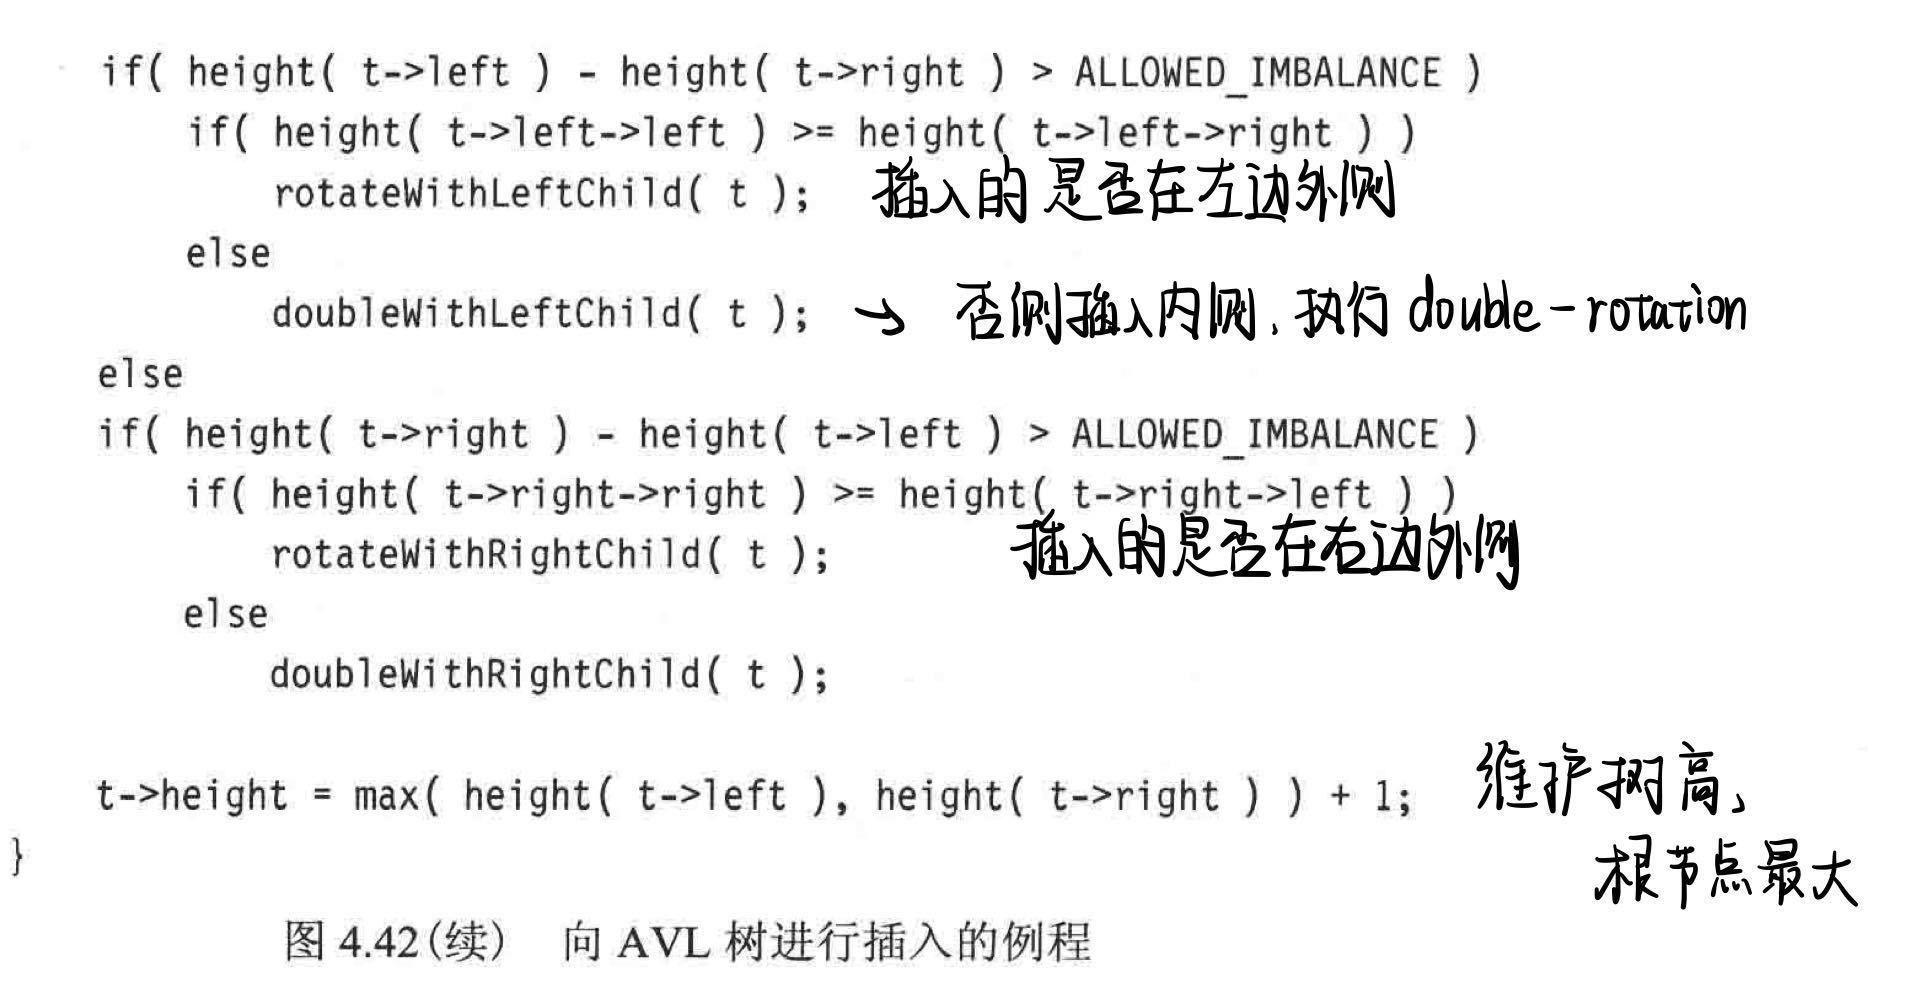 if( height( t->left ) - height( t->right ) > ALLOWED_IMBALANCE )
if( height( t->left->left ) >= height( t->left->right ) )
rotateWithLeftChild( t ); 插入的是否在左边外侧
else
doubleWithLeftChild( t ); → 否则插入内侧，执行 double-rotation
else
if( height( t->right ) - height( t->left ) > ALLOWED_IMBALANCE )
if( height( t->right->right ) >= height( t->right->left ) )
rotateWithRightChild( t ); 插入的是否在右边外侧
else
doubleWithRightChild( t );
t->height = max( height( t->left ), height( t->right ) ) + 1; 维护树高、
} 根节点最大
图 4.42(续) 向 AVL 树进行插入的例程